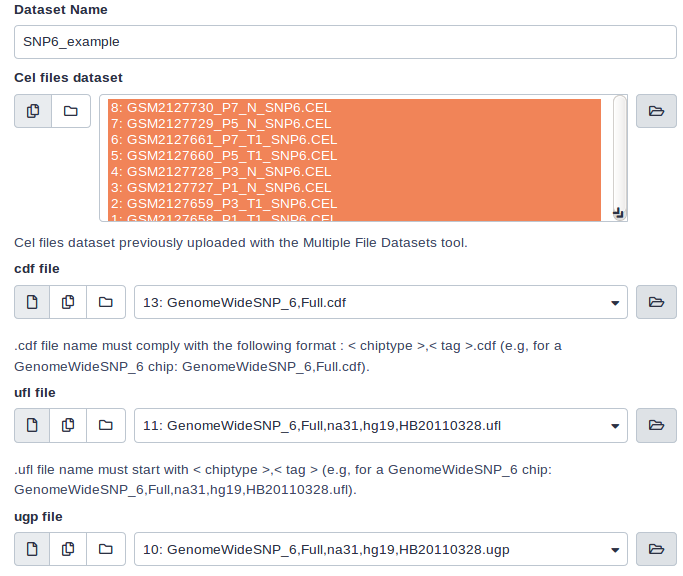 Dataset Name
SNP6_example
Cel files dataset
8: GSM2127730_P7_N_SNP6.CEL
7: GSM2127729_P5_N_SNP6.CEL
6: GSM2127661_P7_T1_SNP6.CEL
5: GSM2127660_P5_T1_SNP6.CEL
4: GSM2127728_P3_N_SNP6.CEL
3: GSM2127727_P1_N_SNP6.CEL
2: GSM2127659_P3_T1_SNP6.CEL
1: GSM2127658_P1_T1_SNP6.CEL
Cel files dataset previously uploaded with the Multiple File Datasets tool.
cdf file
13: GenomeWideSNP_6,Full.cdf
.cdf file name must comply with the following format : < chiptype >,< tag >.cdf (e.g, for a
GenomeWideSNP_6 chip: GenomeWideSNP_6,Full.cdf).
ufl file
11: GenomeWideSNP_6,Full,na31,hg19,HB20110328.ufl
.ufl file name must start with < chiptype >,< tag > (e.g, for a GenomeWideSNP_6 chip:
GenomeWideSNP_6,Full,na31,hg19,HB20110328.ufl).
ugp file
10: GenomeWideSNP_6,Full,na31,hg19,HB20110328.ugp